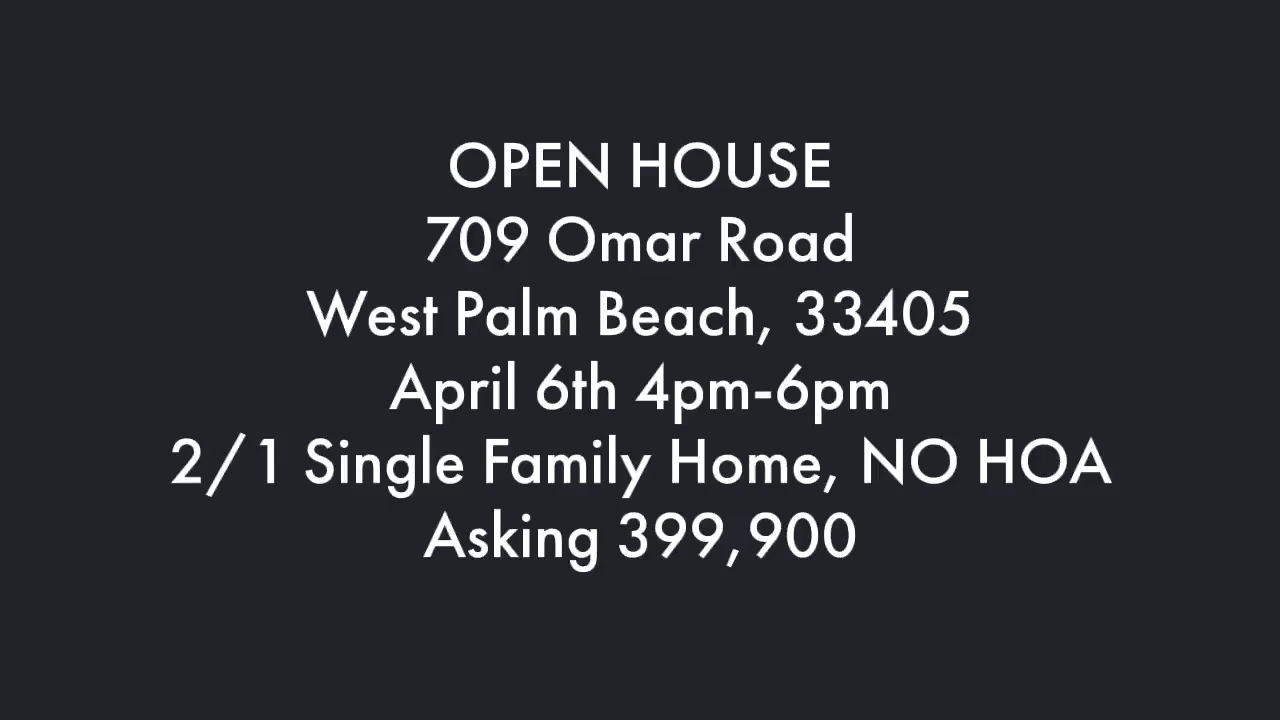 OPEN HOUSE
709 Omar Road
West Palm Beach, 33405
April 6th 4pm-6pm
2/1 Single Family Home, NO HOA
Asking 399,900